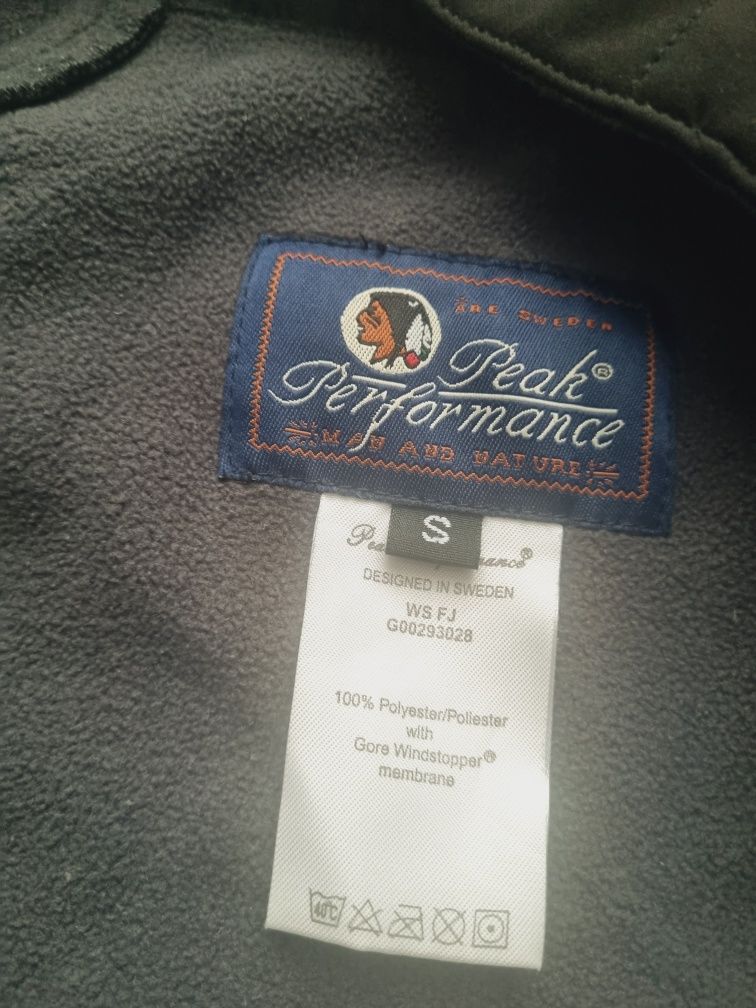 ÅRE SWEDEN
Peak®
Performance
MAN AND NATURE
S
DESIGNED IN SWEDEN
WS FJ
G00293028
100% Polyester/Poliester
with
Gore Windstopper®
membrane
40°C